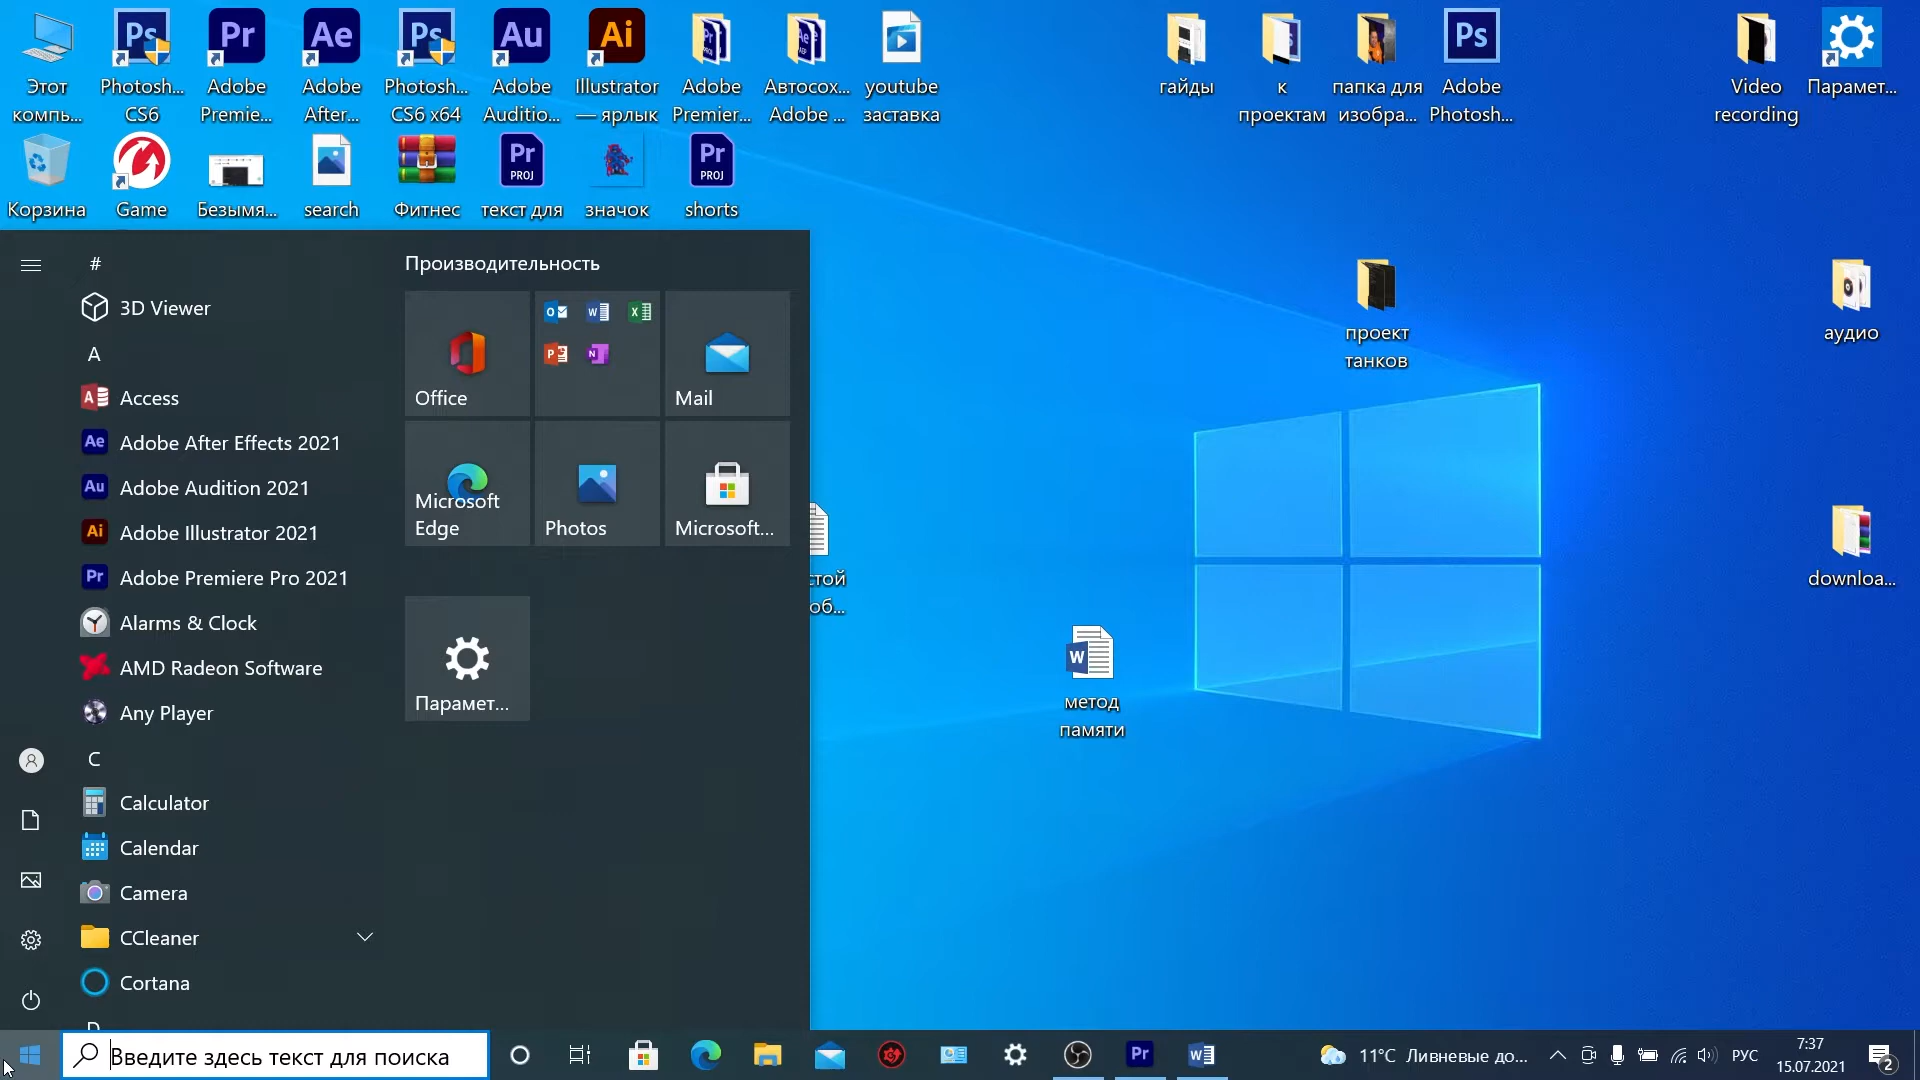 Этот компь...
Photosh... CS6
Adobe Premie...
Adobe After...
Photosh... CS6 x64
Adobe Auditio...
Illustrator — ярлык
Adobe Premier...
Автосох... Adobe ...
youtube заставка
гайды
к проектам
папка для изобра...
Adobe Photosh...
Video recording
Парамет...
Корзина
Game
Безымя...
search
Фитнес
текст для
значок
shorts
#
3D Viewer
A
Access
Adobe After Effects 2021
Adobe Audition 2021
Adobe Illustrator 2021
Adobe Premiere Pro 2021
Alarms & Clock
AMD Radeon Software
Any Player
C
Calculator
Calendar
Camera
CCleaner
Cortana
D
Производительность
Office
Mail
Microsoft Edge
Photos
Microsoft...
Парамет...
стой
об...
проект
танков
аудио
downloa...
метод
памяти
Введите здесь текст для поиска
11°C Ливневые до...
РУС
7:37
15.07.2021
2